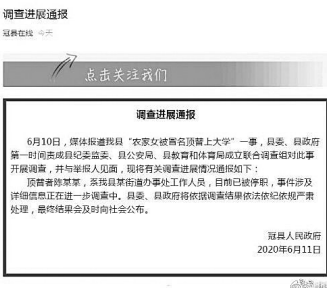 调查进展通报
冠县在线 今天
点击关注我们
调查进展通报
6月10日，媒体报道我县“农家女被冒名顶替上大学”一事，县委、县政府
第一时间责成县纪委监委、县公安局、县教育和体育局成立联合调查组对此事
开展调查，并与举报人见面，现将有关调查进展情况通报如下：
顶替者陈某某，系我县某街道办事处工作人员，目前已被停职，事件涉及
详细信息正在进一步调查中。县委、县政府将依据调查结果依法依纪依规严肃
处理，最终结果会及时向社会公布。
冠县人民政府
2020年6月11日